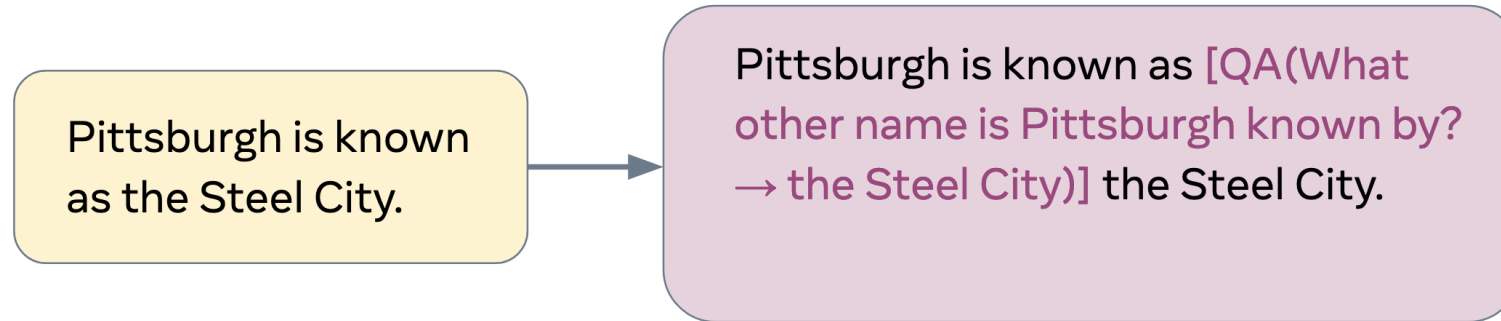 Pittsburgh is known
as the Steel City.
Pittsburgh is known as [QA(What
other name is Pittsburgh known by?
→ the Steel City)] the Steel City.